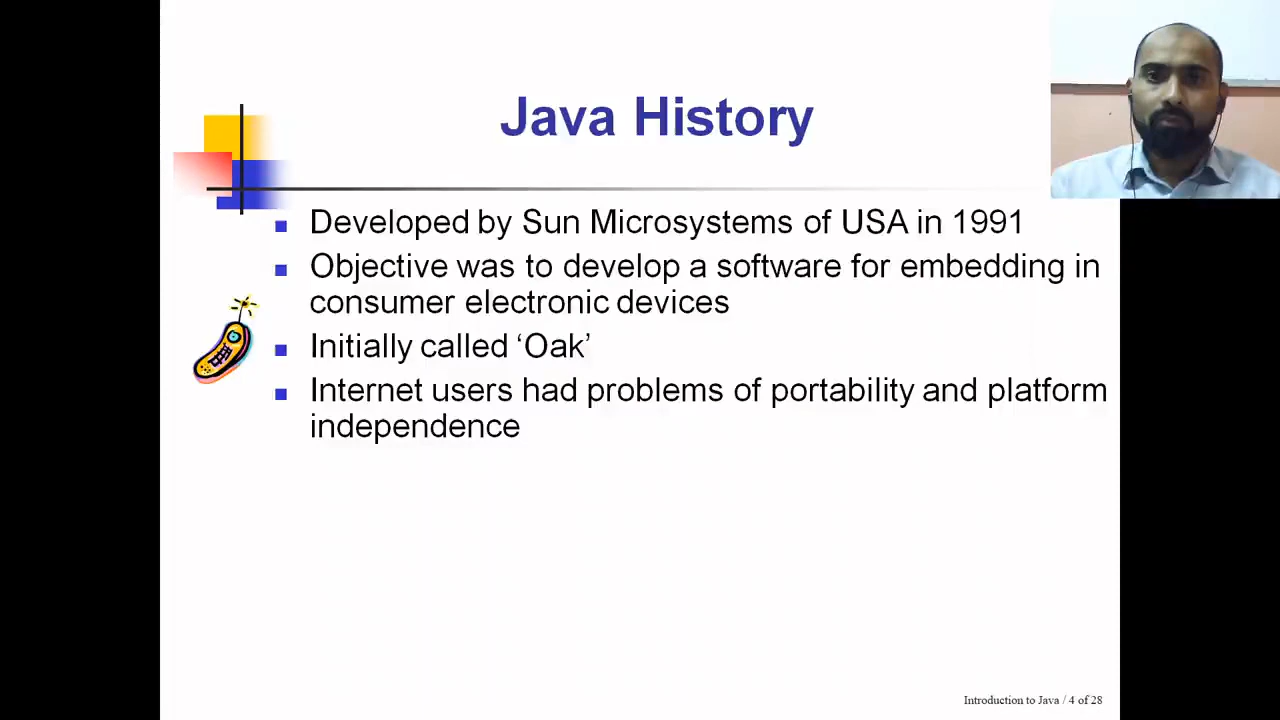 Java History
Developed by Sun Microsystems of USA in 1991
Objective was to develop a software for embedding in
consumer electronic devices
Initially called ‘Oak’
Internet users had problems of portability and platform
independence
Introduction to Java / 4 of 28